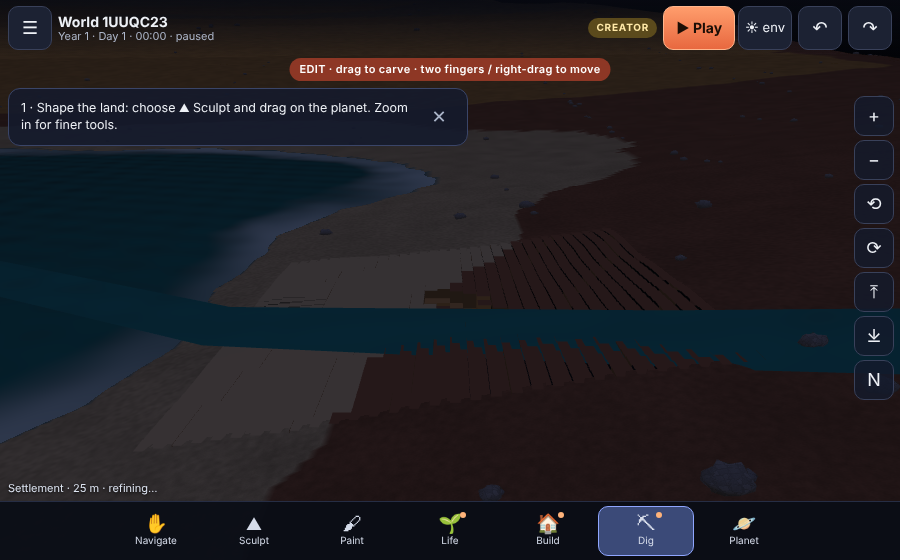 World 1UUQC23
Year 1 · Day 1 · 00:00 · paused
CREATOR
▶ Play
☀ env
EDIT · drag to carve · two fingers / right-drag to move
1 · Shape the land: choose ▲ Sculpt and drag on the planet. Zoom
in for finer tools.
N
Settlement · 25 m · refining...
Navigate
Sculpt
Paint
Life
Build
Dig
Planet